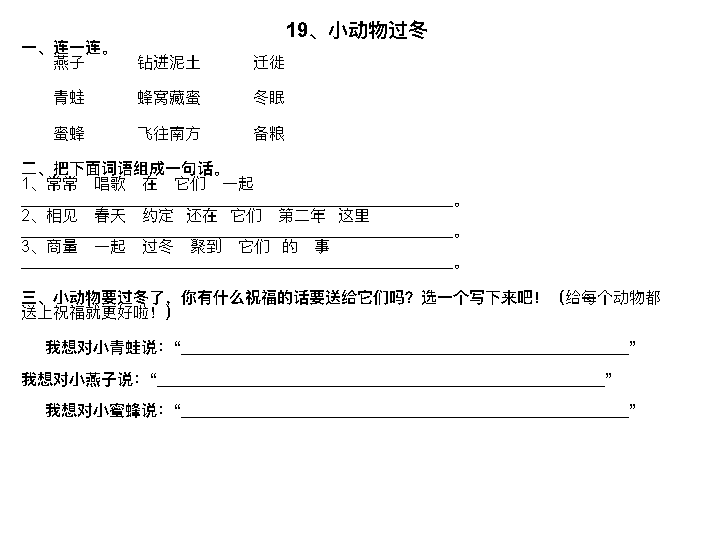 19、小动物过冬
一、连一连。
燕子 钻进泥土 迁徙
青蛙 蜂窝藏蜜 冬眠
蜜蜂 飞往南方 备粮
二、把下面词语组成一句话。
1、常常 唱歌 在 它们 一起
________________________________________________。
2、相见 春天 约定 还在 它们 第二年 这里
________________________________________________。
3、商量 一起 过冬 聚到 它们 的 事
________________________________________________。
三、小动物要过冬了，你有什么祝福的话要送给它们吗？选一个写下来吧！（给每个动物都
送上祝福就更好啦！）
我想对小青蛙说：“__________________________________________________”
我想对小燕子说：“__________________________________________________”
我想对小蜜蜂说：“__________________________________________________”